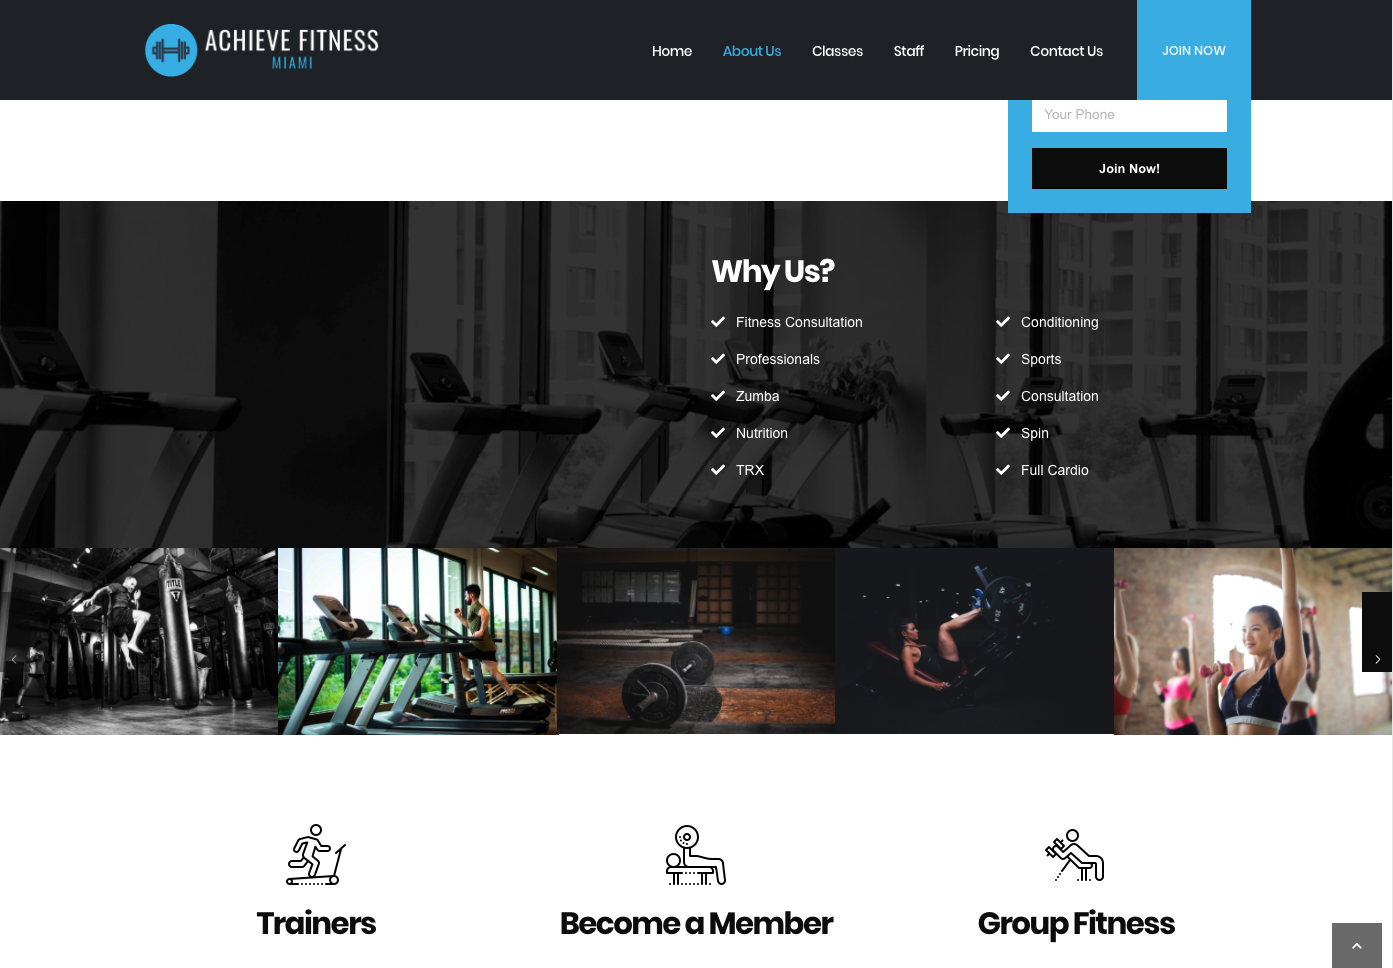 ACHIEVE FITNESS
MIAMI
Home
About Us
Classes
Staff
Pricing
Contact Us
JOIN NOW
Your Phone
Join Now!
Why Us?
Fitness Consultation
Professionals
Zumba
Nutrition
TRX
Conditioning
Sports
Consultation
Spin
Full Cardio
TITLE
Trainers
Become a Member
Group Fitness